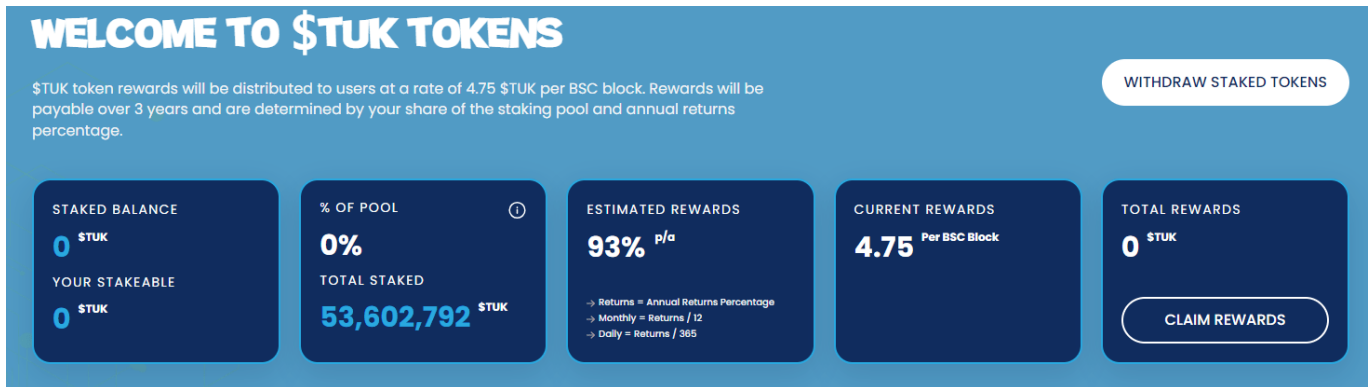 WELCOME TO $TUK TOKENS
$TUK token rewards will be distributed to users at a rate of 4.75 $TUK per BSC block. Rewards will be
payable over 3 years and are determined by your share of the staking pool and annual returns
percentage.
WITHDRAW STAKED TOKENS
STAKED BALANCE
0 $TUK
YOUR STAKEABLE
0 $TUK
% OF POOL
0%
TOTAL STAKED
53,602,792 $TUK
ESTIMATED REWARDS
93% p/a
→ Returns = Annual Returns Percentage
→ Monthly = Returns / 12
→ Daily = Returns / 365
CURRENT REWARDS
4.75 Per BSC Block
TOTAL REWARDS
0 $TUK
CLAIM REWARDS